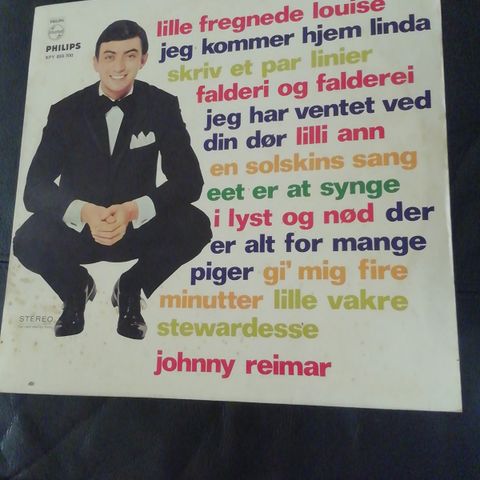 PHILIPS
lille fregnede louise
jeg kommer hjem linda
skriv et par linier
falderi og falderei
jeg har ventet ved
din dør lilli ann
en solskins sang
eet er at synge
i lyst og nød der
er alt for mange
piger gi' mig fire
minutter lille vakre
stewardesse
johnny reimar
STEREO